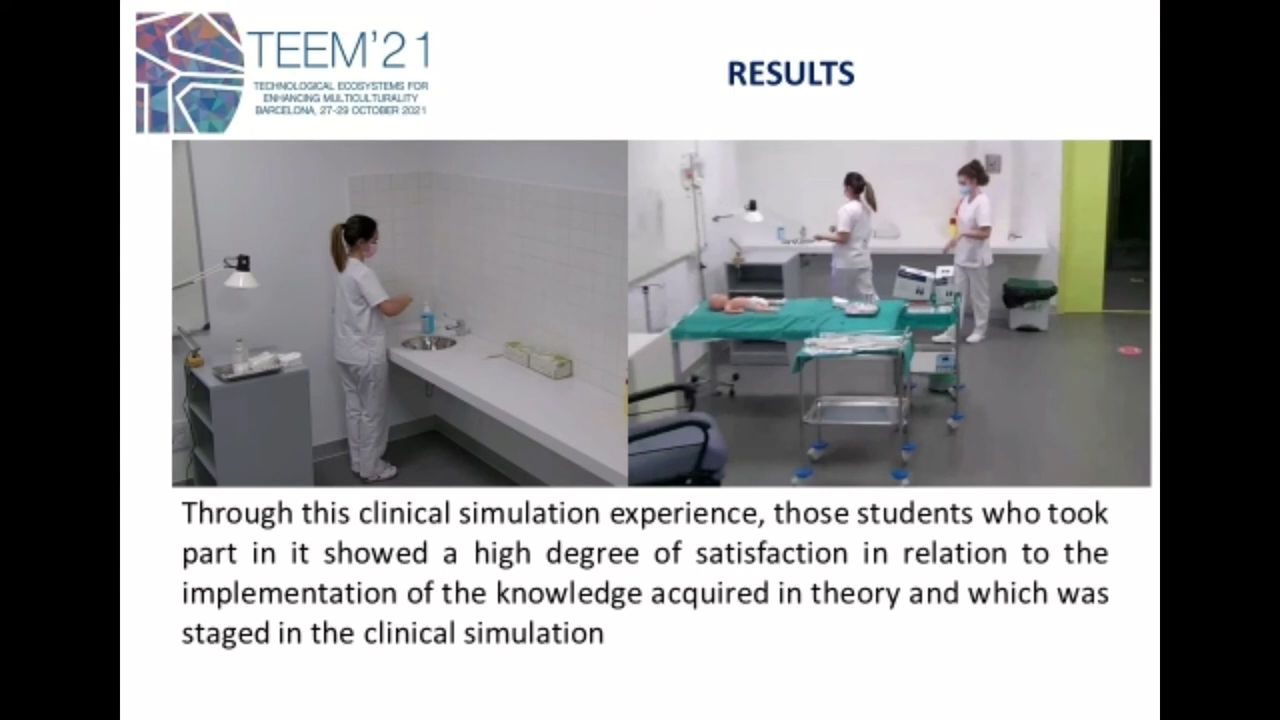 TEEM'21
TECHNOLOGICAL ECOSYSTEMS FOR
ENHANCING MULTICULTURALITY
BARCELONA, 27-29 OCTOBER 2021
RESULTS
Through this clinical simulation experience, those students who took
part in it showed a high degree of satisfaction in relation to the
implementation of the knowledge acquired in theory and which was
staged in the clinical simulation